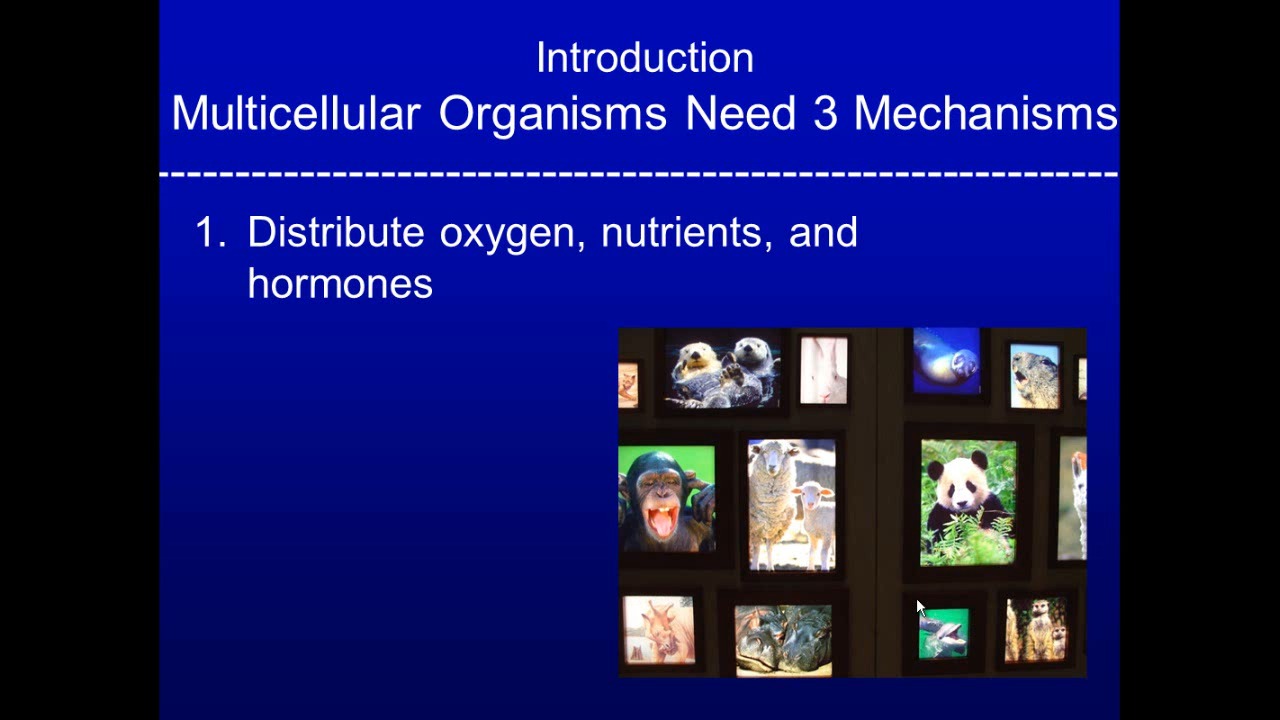 Introduction
Multicellular Organisms Need 3 Mechanisms
---------------------------------------------------------
1. Distribute oxygen, nutrients, and
hormones